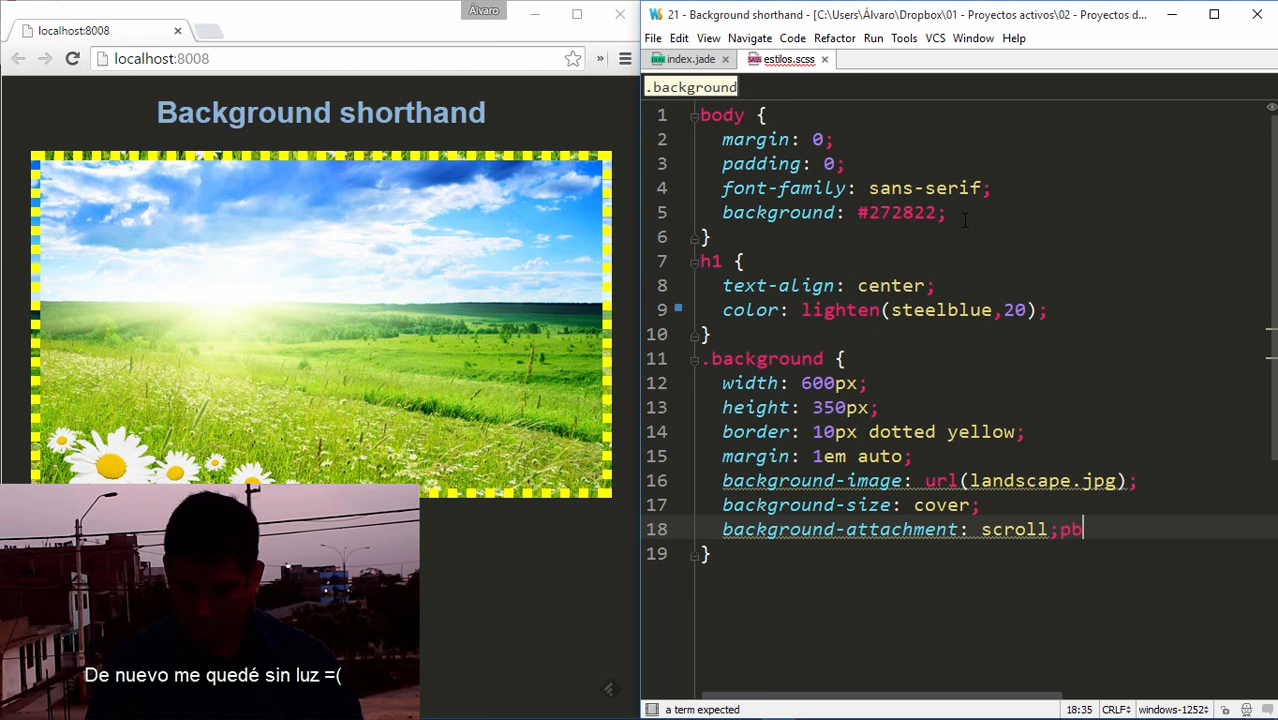 Álvaro
localhost:8008
localhost:8008
Background shorthand
De nuevo me quedé sin luz =(
21 - Background shorthand - [C:\Users\Álvaro\Dropbox\01 - Proyectos activos\02 - Proyectos d...
File Edit View Navigate Code Refactor Run Tools VCS Window Help
index.jade estilos.scss
.background
1 body {
2 margin: 0;
3 padding: 0;
4 font-family: sans-serif;
5 background: #272822;
6 }
7 h1 {
8 text-align: center;
9 color: lighten(steelblue,20);
10 }
11 .background {
12 width: 600px;
13 height: 350px;
14 border: 10px dotted yellow;
15 margin: 1em auto;
16 background-image: url(landscape.jpg);
17 background-size: cover;
18 background-attachment: scroll;pb
19 }
a term expected 18:35 CRLF windows-1252